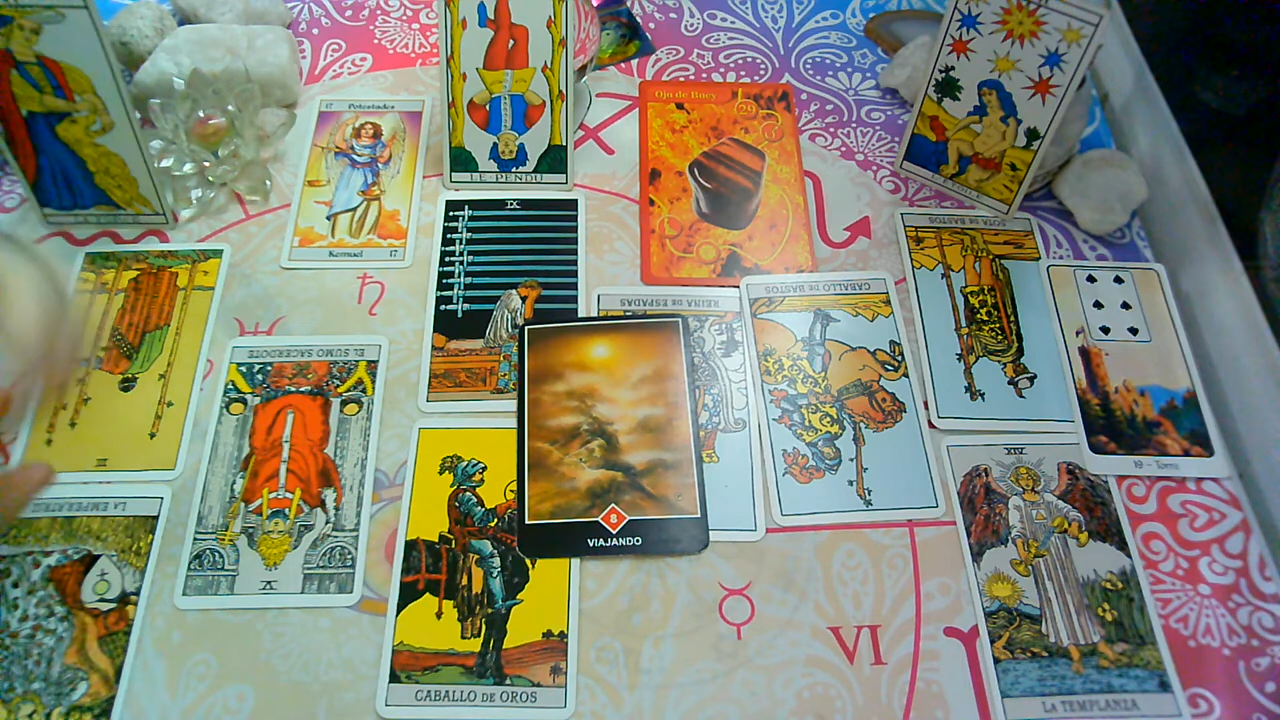 17 Potestades
Kemuel 17
LE·PENDU
Ojo de Buey
29
IX
REINA DE ESPADAS
CABALLO DE BASTOS
SOTA DE BASTOS
19 - Torre
III
EL SUMO SACERDOTE
V
LA EMPERATRIZ
CABALLO DE OROS
8
VIAJANDO
VI
XIV
LA TEMPLANZA